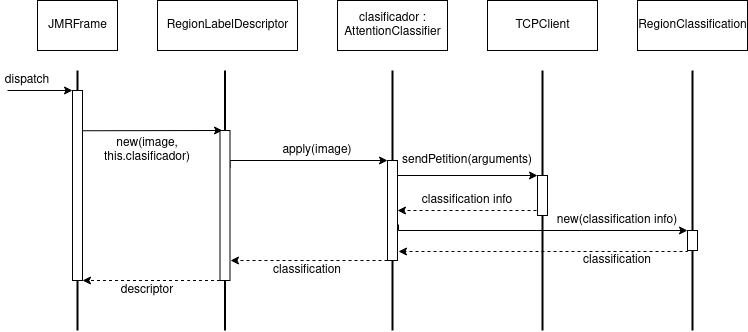 JMRFrame
RegionLabelDescriptor
clasificador :
AttentionClassifier
TCPClient
RegionClassification
dispatch
new(image,
this.clasificador)
apply(image)
sendPetition(arguments)
classification info
new(classification info)
classification
classification
descriptor